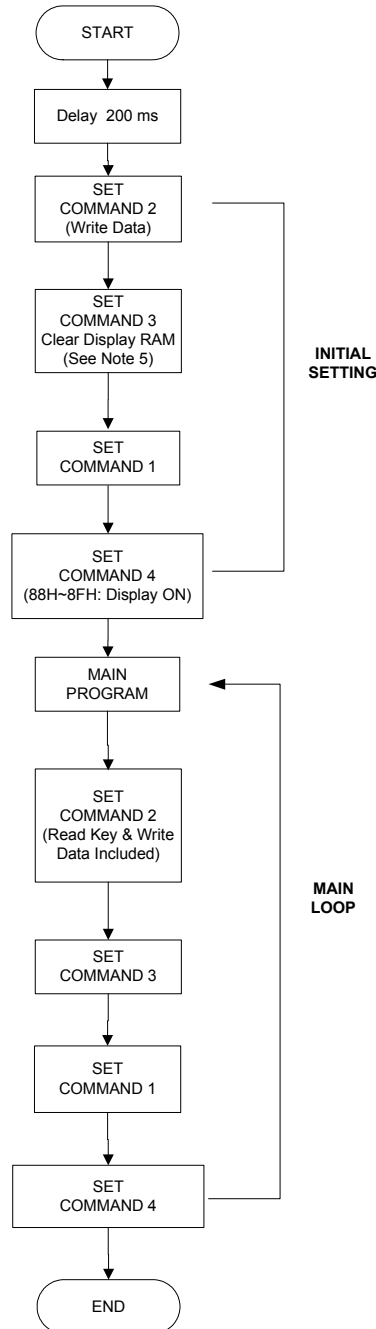 START
Delay 200 ms
SET
COMMAND 2
(Write Data)
SET
COMMAND 3
Clear Display RAM
(See Note 5)
INITIAL
SETTING
SET
COMMAND 1
SET
COMMAND 4
(88H~8FH: Display ON)
MAIN
PROGRAM
SET
COMMAND 2
(Read Key & Write
Data Included)
MAIN
LOOP
SET
COMMAND 3
SET
COMMAND 1
SET
COMMAND 4
END